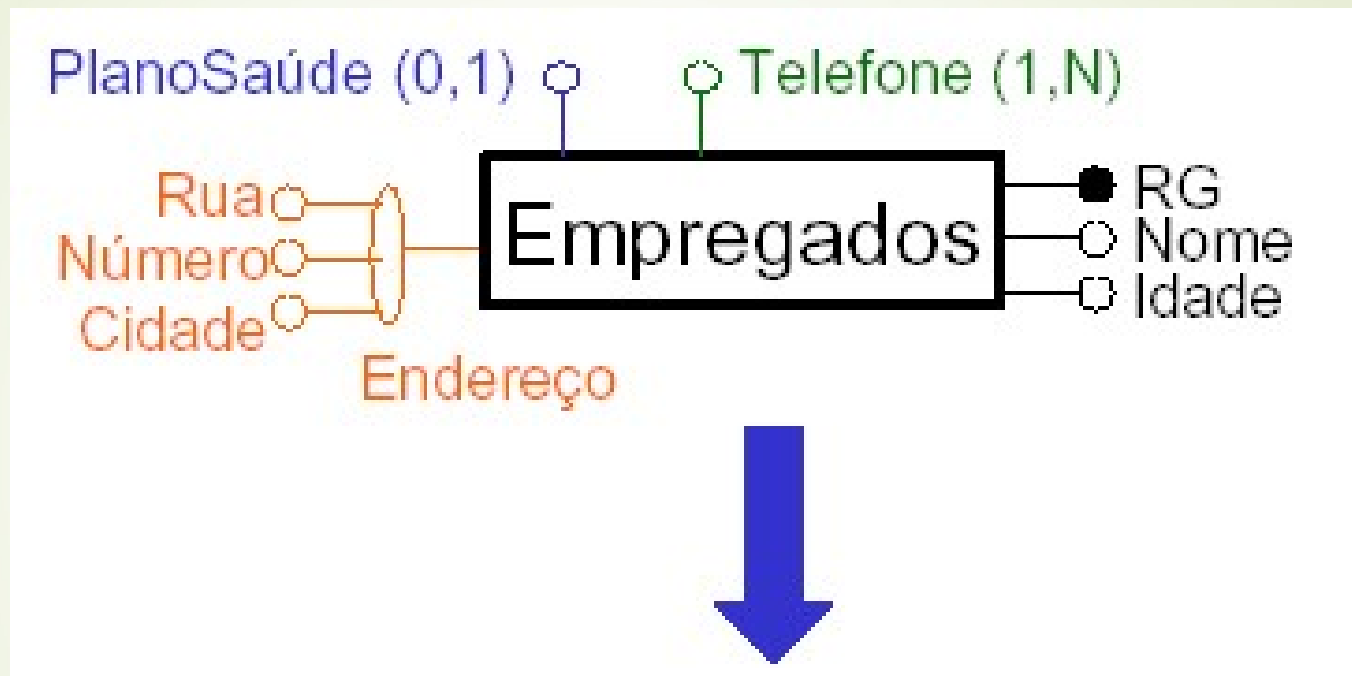 PlanoSaúde (0,1)
Telefone (1,N)
Rua
Número
Cidade
Endereço
Empregados
RG
Nome
Idade